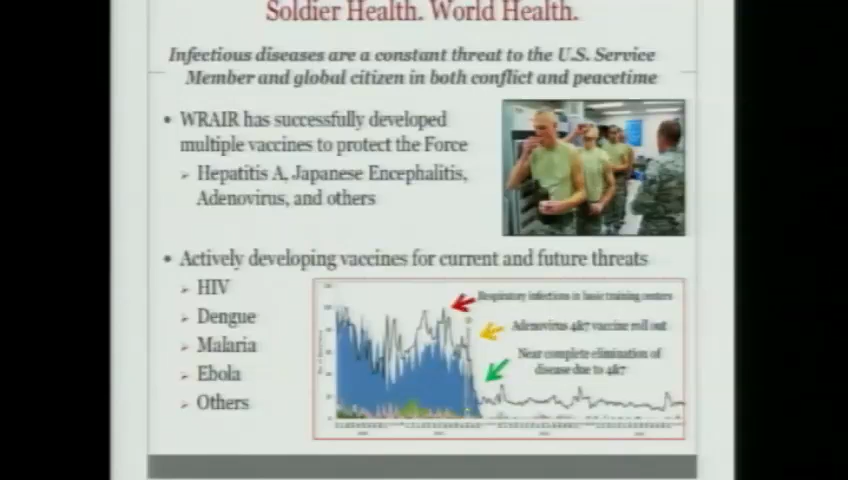 Soldier Health. World Health.
Infectious diseases are a constant threat to the U.S. Service
Member and global citizen in both conflict and peacetime
• WRAIR has successfully developed
multiple vaccines to protect the Force
➢ Hepatitis A, Japanese Encephalitis,
Adenovirus, and others
• Actively developing vaccines for current and future threats
➢ HIV
➢ Dengue
➢ Malaria
➢ Ebola
➢ Others
Respiratory infections in basic training centers
Adenovirus 4&7 vaccine roll out
Near complete elimination of
disease due to 4&7